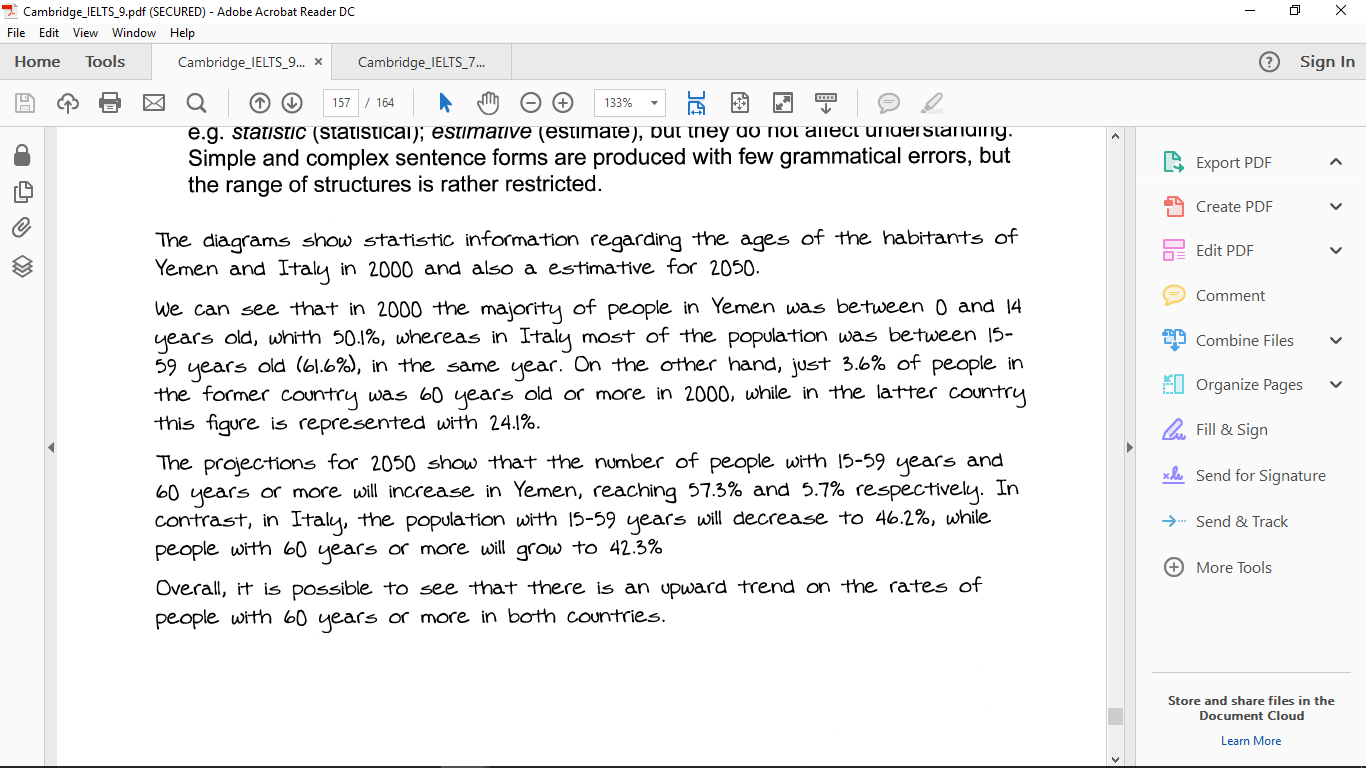 Cambridge_IELTS_9.pdf (SECURED) - Adobe Acrobat Reader DC
File Edit View Window Help
Home Tools Cambridge_IELTS_9... × Cambridge_IELTS_7... ? Sign In
157 / 164 133%
e.g. statistic (statistical); estimative (estimate), but they do not affect understanding.
Simple and complex sentence forms are produced with few grammatical errors, but
the range of structures is rather restricted.
The diagrams show statistic information regarding the ages of the habitants of
Yemen and Italy in 2000 and also a estimative for 2050.
We can see that in 2000 the majority of people in Yemen was between 0 and 14
years old, whith 50.1%, whereas in Italy most of the population was between 15-
59 years old (61.6%), in the same year. On the other hand, just 3.6% of people in
the former country was 60 years old or more in 2000, while in the latter country
this figure is represented with 24.1%.
The projections for 2050 show that the number of people with 15-59 years and
60 years or more will increase in Yemen, reaching 57.3% and 5.7% respectively. In
contrast, in Italy, the population with 15-59 years will decrease to 46.2%, while
people with 60 years or more will grow to 42.3%
Overall, it is possible to see that there is an upward trend on the rates of
people with 60 years or more in both countries.
Export PDF
Create PDF
Edit PDF
Comment
Combine Files
Organize Pages
Fill & Sign
Send for Signature
Send & Track
More Tools
Store and share files in the
Document Cloud
Learn More